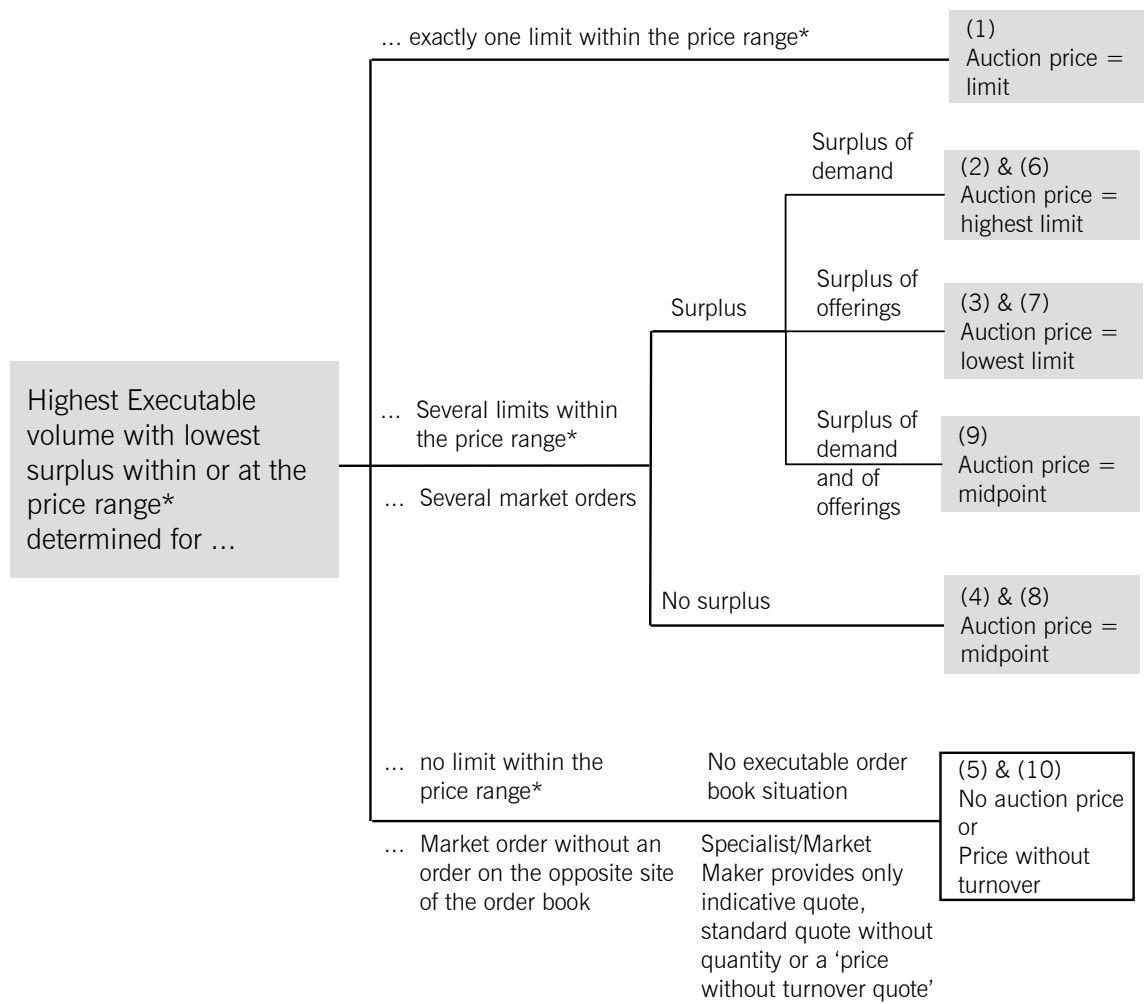 ... exactly one limit within the price range*
(1)
Auction price =
limit
Surplus of
demand
(2) & (6)
Auction price =
highest limit
Surplus
Surplus of
offerings
(3) & (7)
Auction price =
lowest limit
Highest Executable
volume with lowest
surplus within or at the
price range*
determined for ...
... Several limits within
the price range*
... Several market orders
Surplus of
demand
and of
offerings
(9)
Auction price =
midpoint
No surplus
(4) & (8)
Auction price =
midpoint
... no limit within the
price range*
No executable order
book situation
... Market order without an
order on the opposite site
of the order book
Specialist/Market
Maker provides only
indicative quote,
standard quote without
quantity or a ‘price
without turnover quote’
(5) & (10)
No auction price
or
Price without
turnover